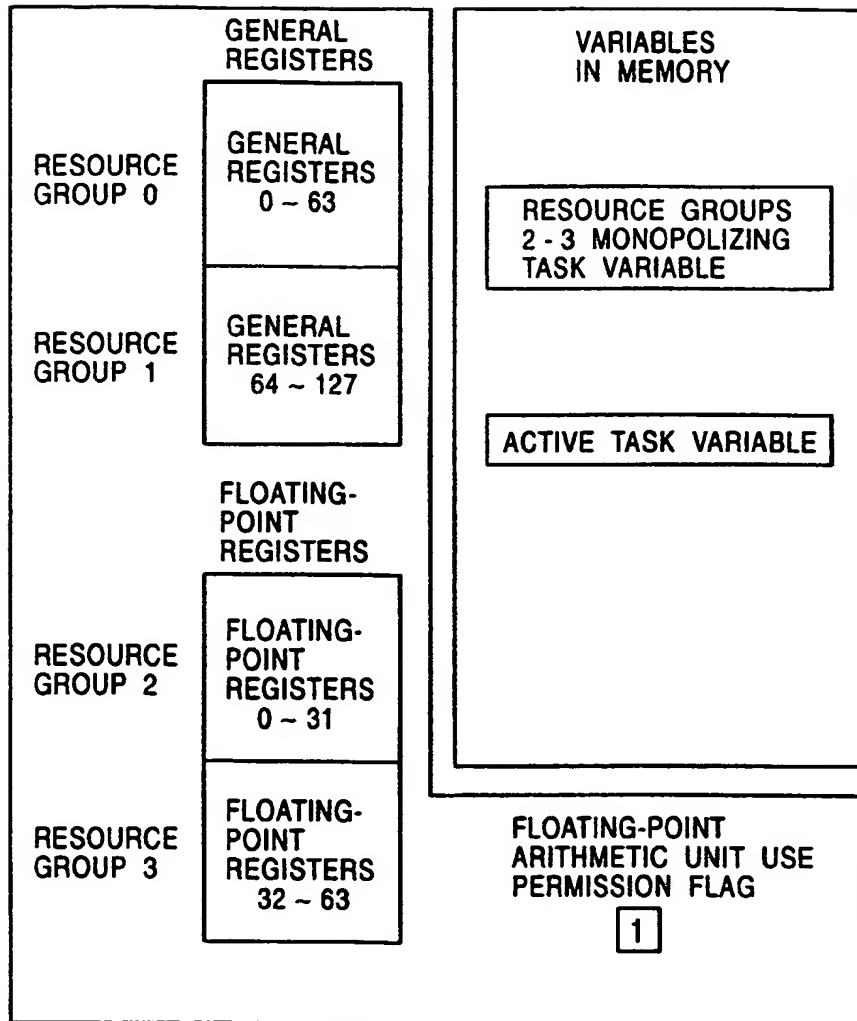 GENERAL
REGISTERS
RESOURCE
GROUP 0
GENERAL
REGISTERS
0 ~ 63
RESOURCE
GROUP 1
GENERAL
REGISTERS
64 ~ 127
FLOATING-
POINT
REGISTERS
RESOURCE
GROUP 2
FLOATING-
POINT
REGISTERS
0 ~ 31
RESOURCE
GROUP 3
FLOATING-
POINT
REGISTERS
32 ~ 63
VARIABLES
IN MEMORY
RESOURCE GROUPS
2 - 3 MONOPOLIZING
TASK VARIABLE
ACTIVE TASK VARIABLE
FLOATING-POINT
ARITHMETIC UNIT USE
PERMISSION FLAG
1